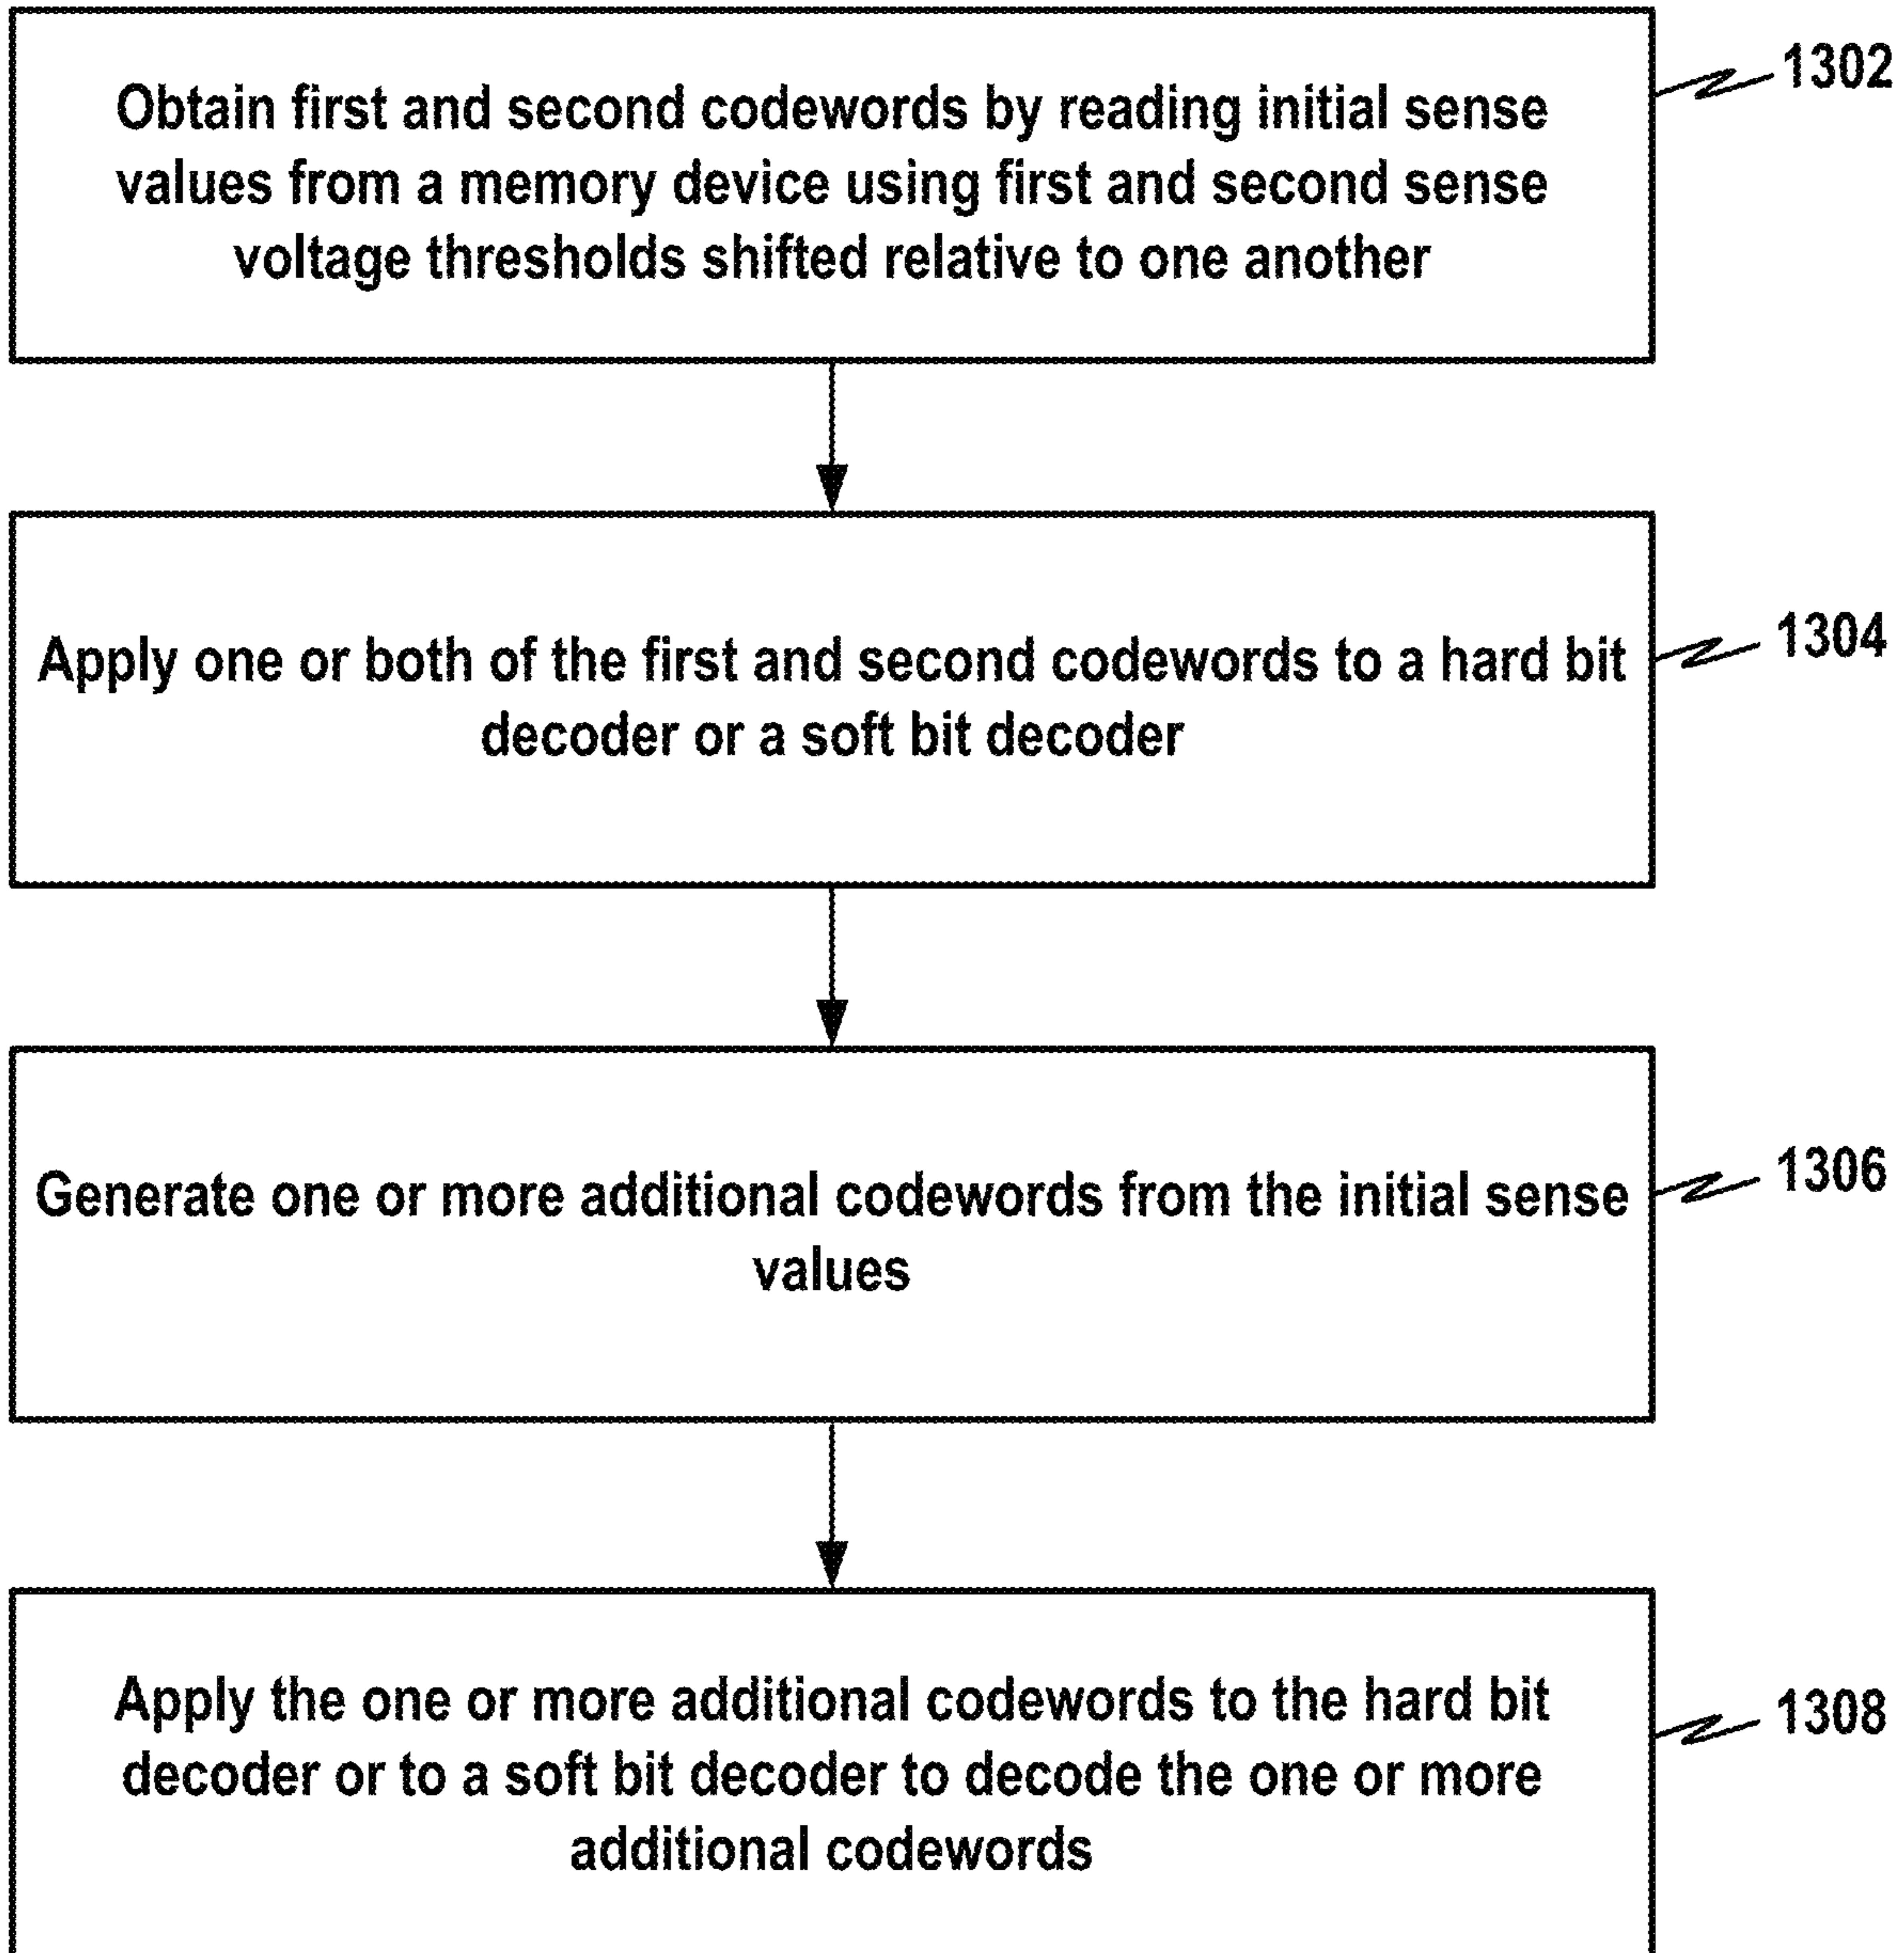 Obtain first and second codewords by reading initial sense
values from a memory device using first and second sense
voltage thresholds shifted relative to one another
1302
Apply one or both of the first and second codewords to a hard bit
decoder or a soft bit decoder
1304
Generate one or more additional codewords from the initial sense
values
1306
Apply the one or more additional codewords to the hard bit
decoder or to a soft bit decoder to decode the one or more
additional codewords
1308